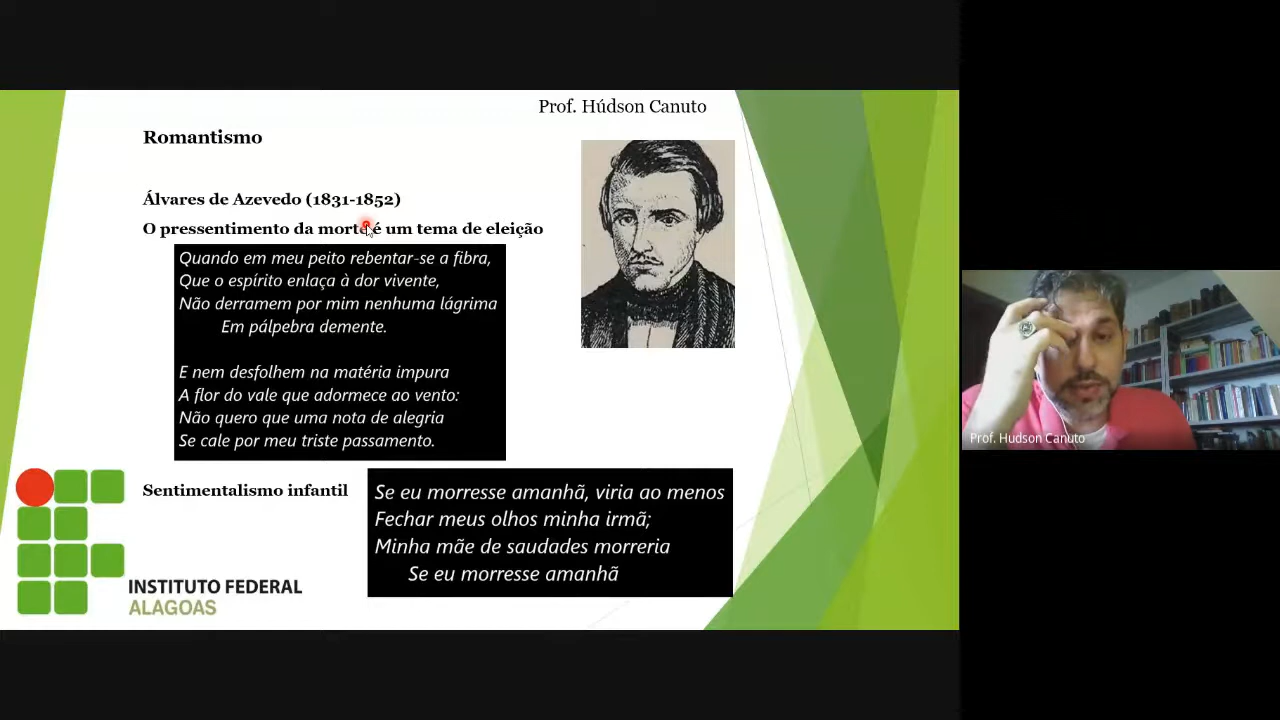 Prof. Húdson Canuto
Romantismo
Álvares de Azevedo (1831-1852)
O pressentimento da morte é um tema de eleição
Quando em meu peito rebentar-se a fibra,
Que o espírito enlaça à dor vivente,
Não derramem por mim nenhuma lágrima
Em pálpebra demente.
E nem desfolhem na matéria impura
A flor do vale que adormece ao vento:
Não quero que uma nota de alegria
Se cale por meu triste passamento.
Sentimentalismo infantil
Se eu morresse amanhã, viria ao menos
Fechar meus olhos minha irmã;
Minha mãe de saudades morreria
Se eu morresse amanhã
INSTITUTO FEDERAL
ALAGOAS
Prof. Hudson Canuto